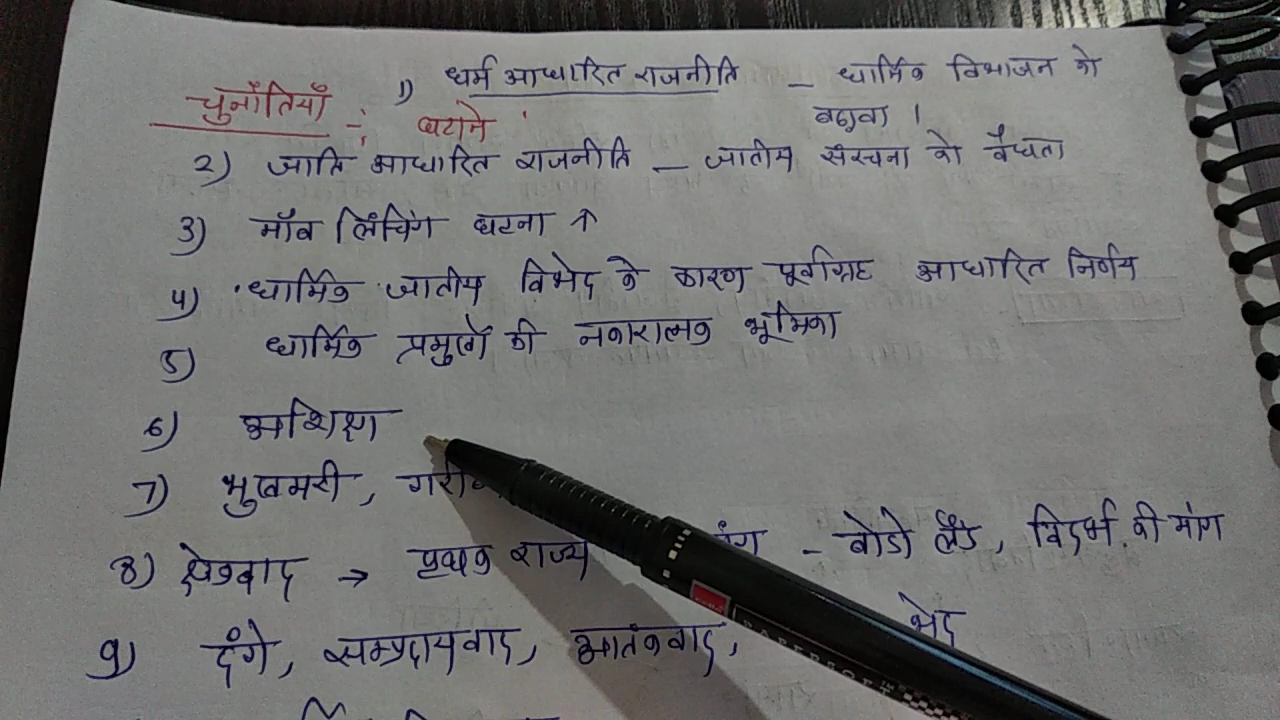 चुनौतियाँ -: 1) धर्म आधारित राजनीति - धार्मिक विभाजन को
घटाने बढ़ावा ।
2) जाति आधारित राजनीति - जातीय संरचना को वैधता
3) मॉब लिंचिंग घटना ↑
4) धार्मिक जातीय विभेद के कारण पूर्वाग्रह आधारित निर्णय
5) धार्मिक प्रमुखों की नकारात्मक भूमिका
6) अशिक्षा
7) भुखमरी,
8) क्षेत्रवाद → पृथक राज्य - बोडो लैंड, विदर्भ की मांग
9) दंगे, सम्प्रदायवाद, आतंकवाद, भेद